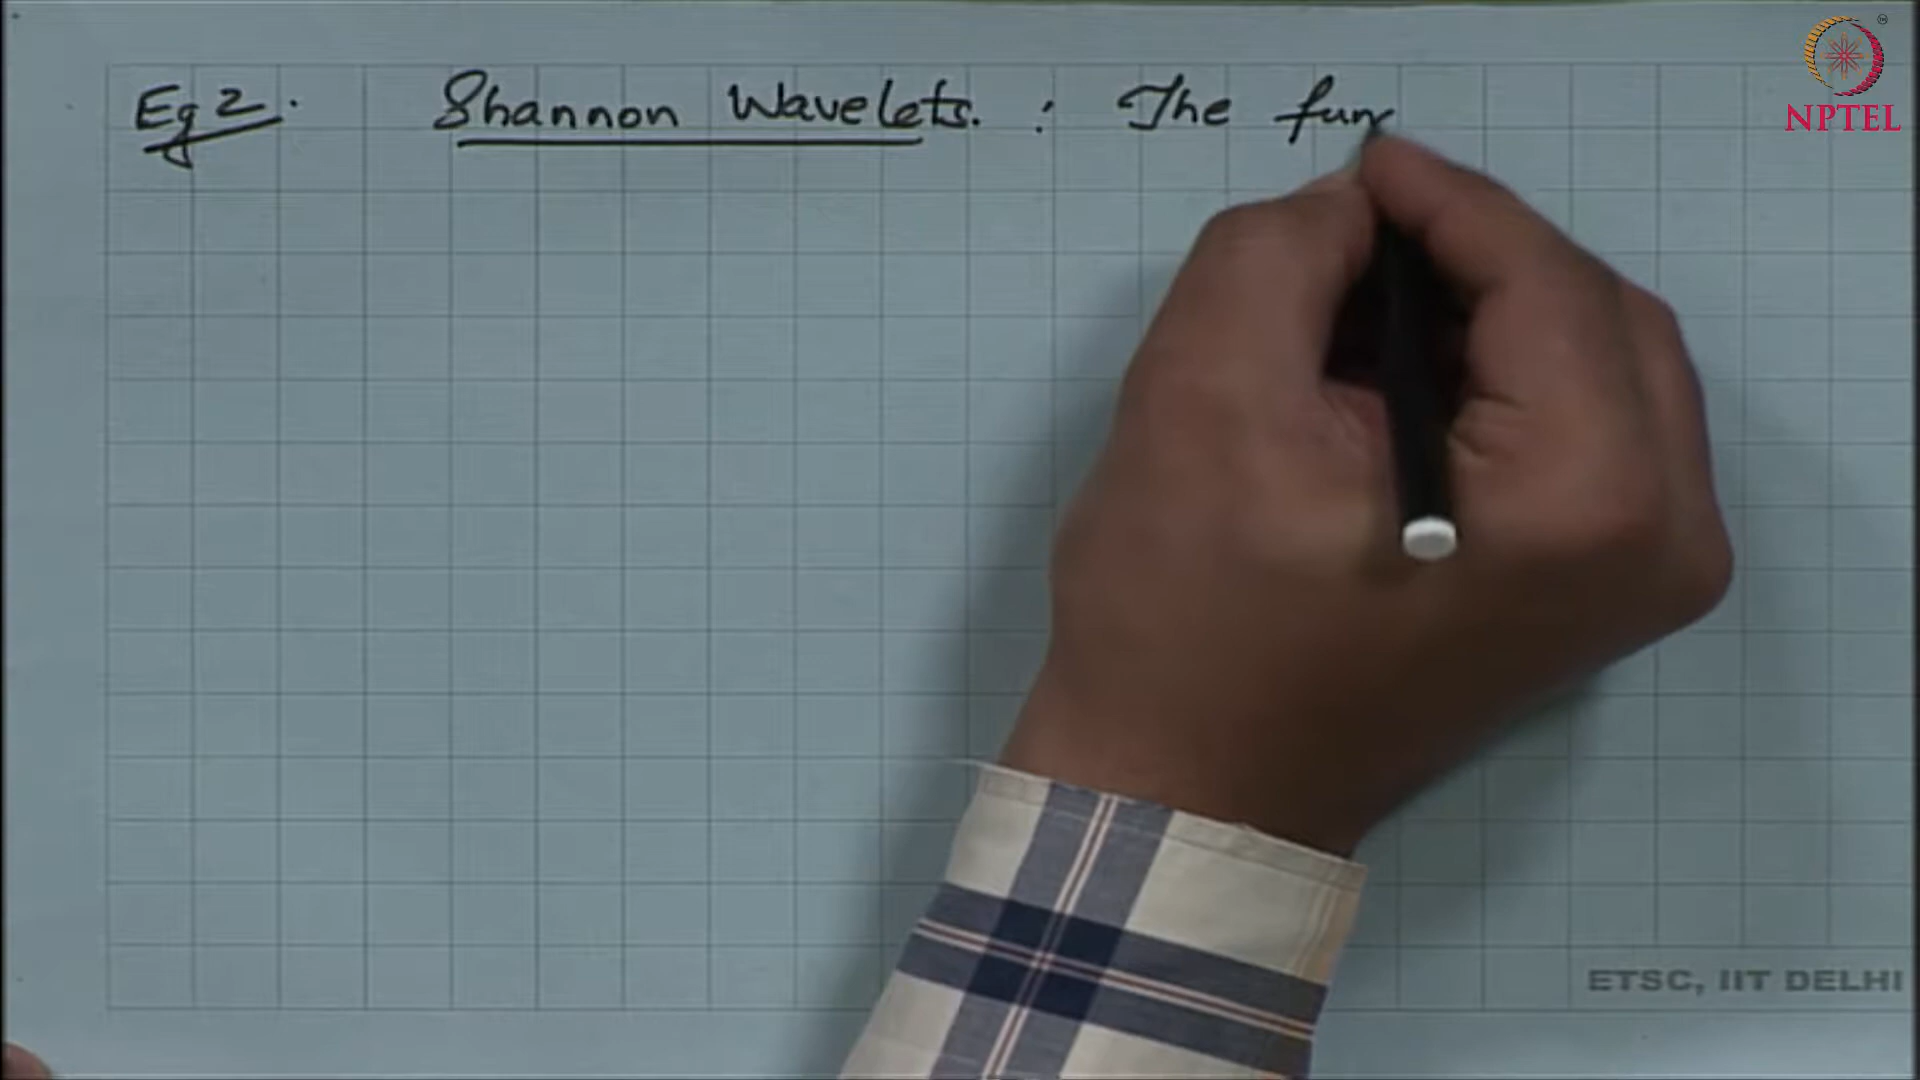 NPTEL
Eg 2. Shannon Wavelets. : The fun
ETSC, IIT DELHI